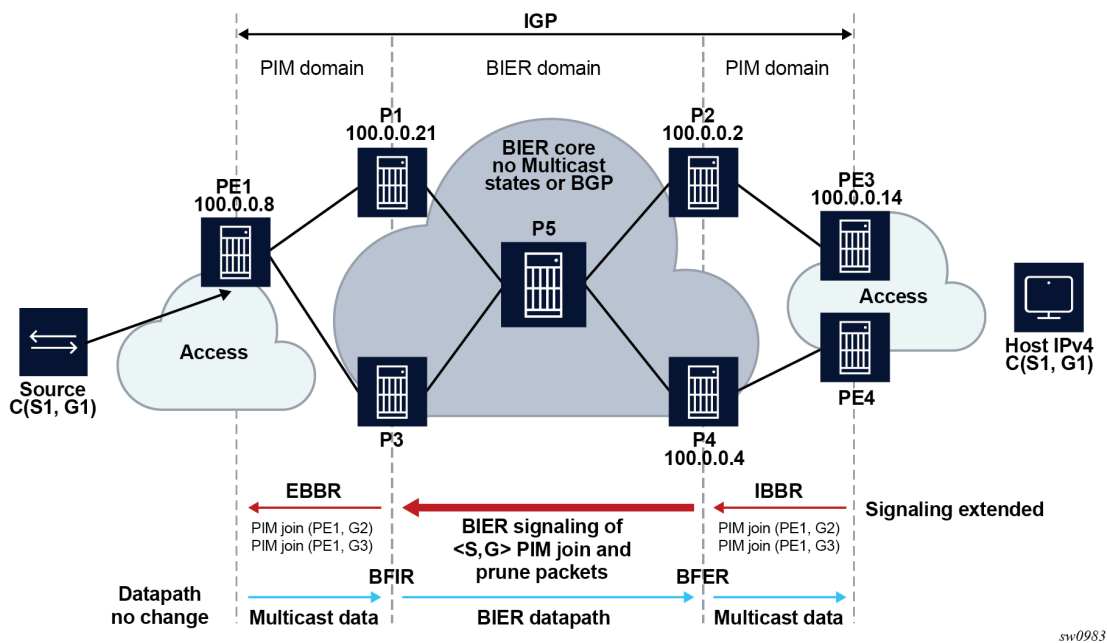 IGP
PIM domain
BIER domain
PIM domain
P1
100.0.0.21
P2
100.0.0.2
BIER core
no Multicast
states or BGP
PE1
100.0.0.8
PE3
100.0.0.14
P5
Access
Access
Source
C(S1, G1)
Host IPv4
C(S1, G1)
P3
P4
100.0.0.4
PE4
EBBR
PIM join (PE1, G2)
PIM join (PE1, G3)
BIER signaling of
<S,G> PIM join and
prune packets
IBBR
PIM join (PE1, G2)
PIM join (PE1, G3)
Signaling extended
BFIR
BFER
Datapath
no change
Multicast data
BIER datapath
Multicast data
sw0983